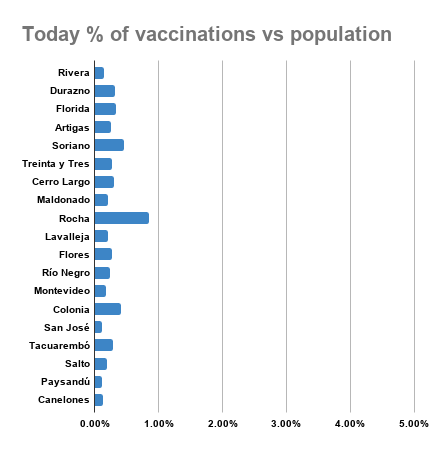 Today % of vaccinations vs population
Rivera
Durazno
Florida
Artigas
Soriano
Treinta y Tres
Cerro Largo
Maldonado
Rocha
Lavalleja
Flores
Río Negro
Montevideo
Colonia
San José
Tacuarembó
Salto
Paysandú
Canelones
0.00% 1.00% 2.00% 3.00% 4.00% 5.00%